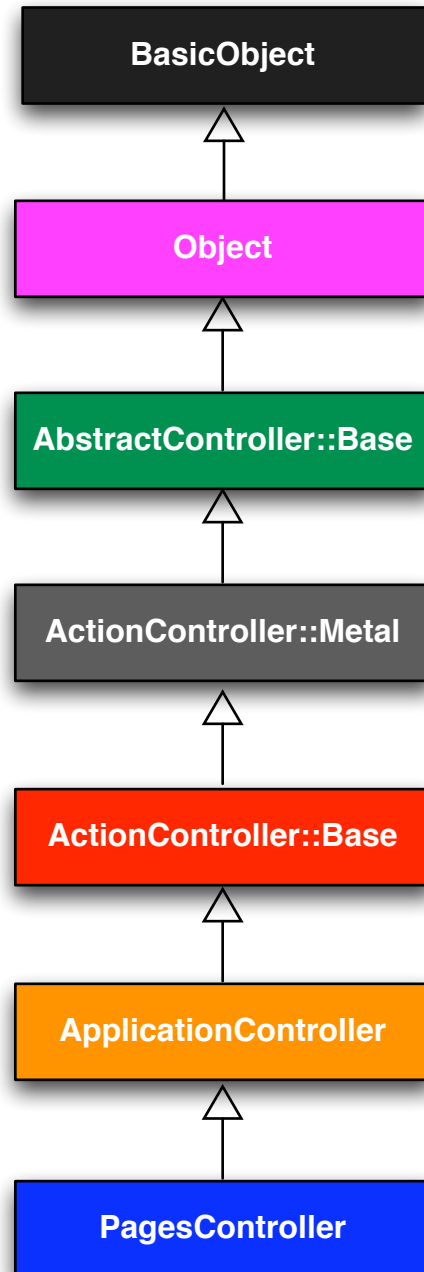 BasicObject
Object
AbstractController::Base
ActionController::Metal
ActionController::Base
ApplicationController
PagesController